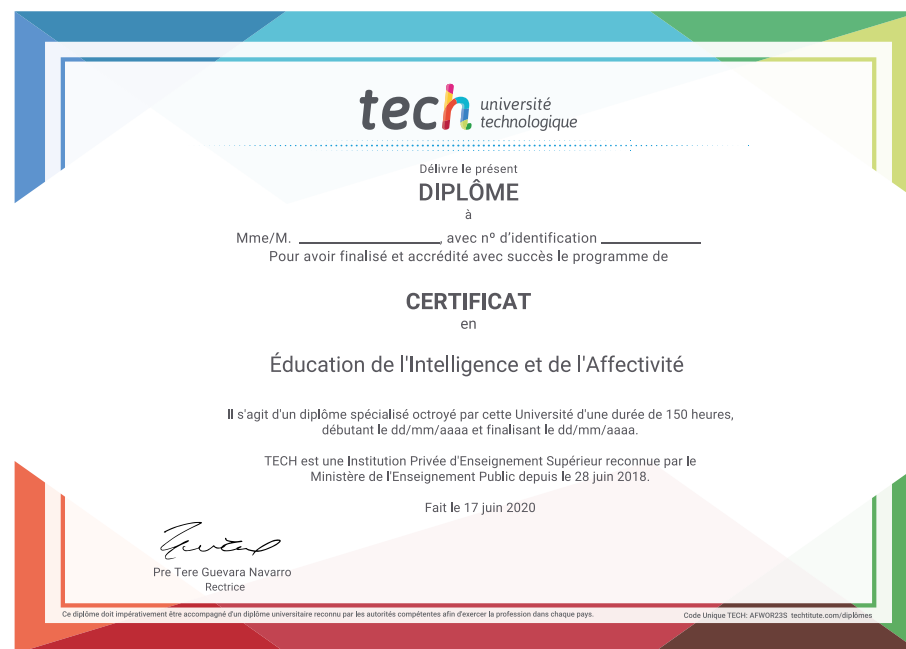 tech université
technologique
Délivre le présent
DIPLÔME
à
Mme/M. ____________________, avec nº d'identification ______________
Pour avoir finalisé et accrédité avec succès le programme de
CERTIFICAT
en
Éducation de l'Intelligence et de l'Affectivité
Il s'agit d'un diplôme spécialisé octroyé par cette Université d'une durée de 150 heures,
débutant le dd/mm/aaaa et finalisant le dd/mm/aaaa.
TECH est une Institution Privée d'Enseignement Supérieur reconnue par le
Ministère de l'Enseignement Public depuis le 28 juin 2018.
Fait le 17 juin 2020
Pre Tere Guevara Navarro
Rectrice
Ce diplôme doit impérativement être accompagné d'un diplôme universitaire reconnu par les autorités compétentes afin d'exercer la profession dans chaque pays.
Code Unique TECH: AFWOR23S techtitute.com/diplômes